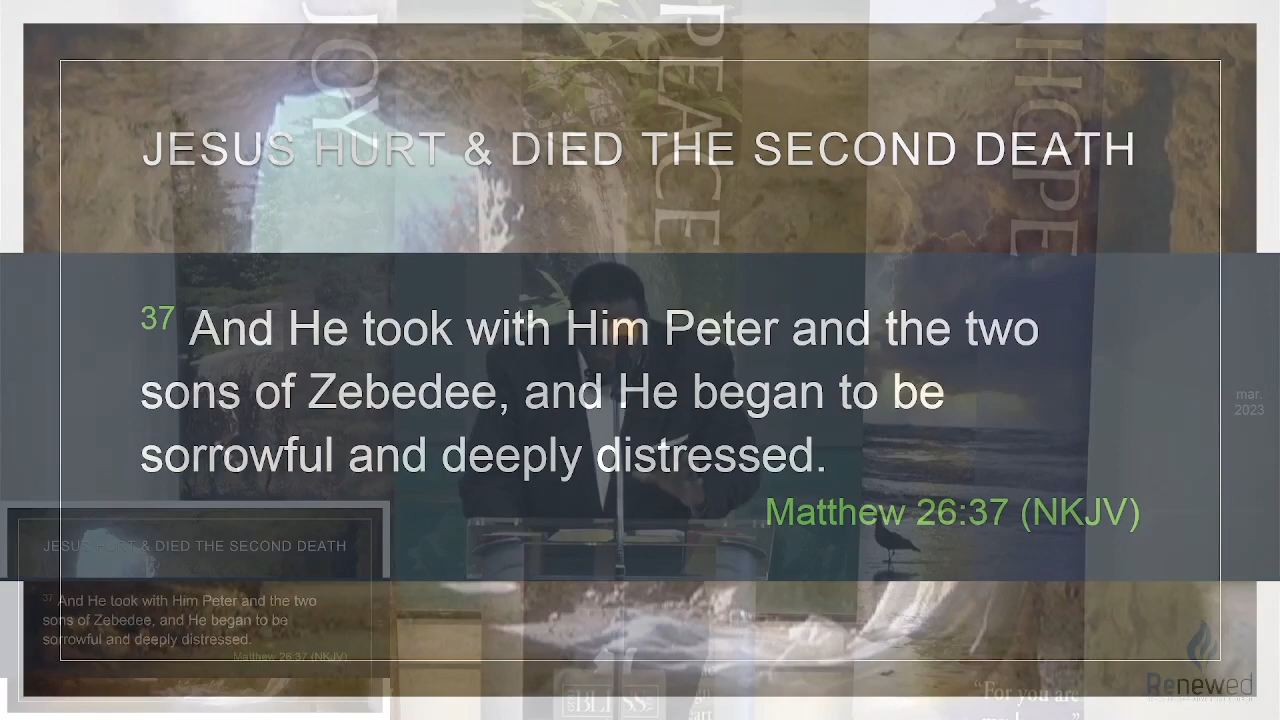 JOY
PEACE
HOPE
JESUS HURT & DIED THE SECOND DEATH
37 And He took with Him Peter and the two
sons of Zebedee, and He began to be
sorrowful and deeply distressed.
Matthew 26:37 (NKJV)
mar.
2023
JESUS HURT & DIED THE SECOND DEATH
37 And He took with Him Peter and the two
sons of Zebedee, and He began to be
sorrowful and deeply distressed.
Matthew 26:37 (NKJV)
Renewed
"For you are